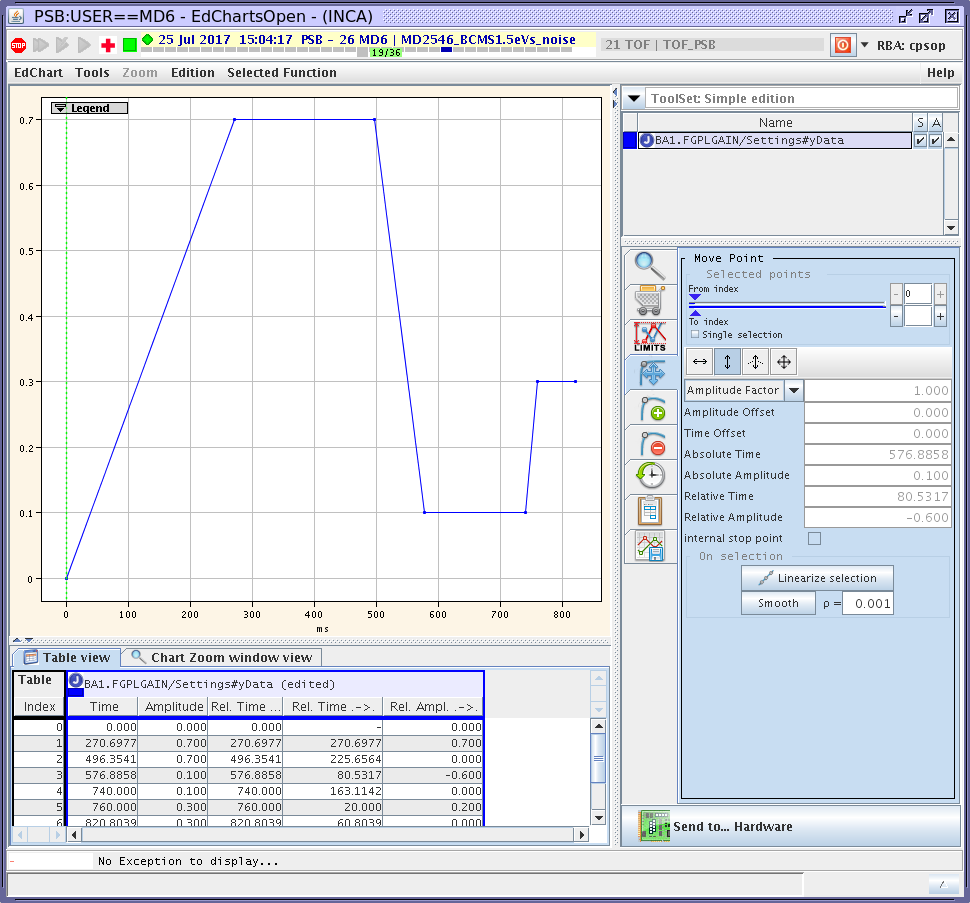 PSB:USER==MD6 - EdChartsOpen - (INCA)
STOP 25 Jul 2017 15:04:17 PSB - 26 MD6 | MD2546_BCMS1.5eVs_noise 21 TOF | TOF_PSB RBA: cpsop
19/36
EdChart Tools Zoom Edition Selected Function Help
Legend
0.7
0.6
0.5
0.4
0.3
0.2
0.1
0
0 100 200 300 400 500 600 700 800
ms
ToolSet: Simple edition
Name S A
BA1.FGPLGAIN/Settings#yData
LIMITS
Move Point
Selected points
From index
0
To index
Single selection
Amplitude Factor 1.000
Amplitude Offset 0.000
Time Offset 0.000
Absolute Time 576.8858
Absolute Amplitude 0.100
Relative Time 80.5317
Relative Amplitude -0.600
internal stop point
On selection
Linearize selection
Smooth ρ = 0.001
Table view Chart Zoom window view
Table J BA1.FGPLGAIN/Settings#yData (edited)
Index Time Amplitude Rel. Time ... Rel. Time .->. Rel. Ampl. .->.
0 0.000 0.000 0.000 - 0.000
1 270.6977 0.700 270.6977 270.6977 0.700
2 496.3541 0.700 496.3541 225.6564 0.000
3 576.8858 0.100 576.8858 80.5317 -0.600
4 740.000 0.100 740.000 163.1142 0.000
5 760.000 0.300 760.000 20.000 0.200
6 820.8039 0.300 820.8039 60.8039 0.000
Send to... Hardware
- No Exception to display...